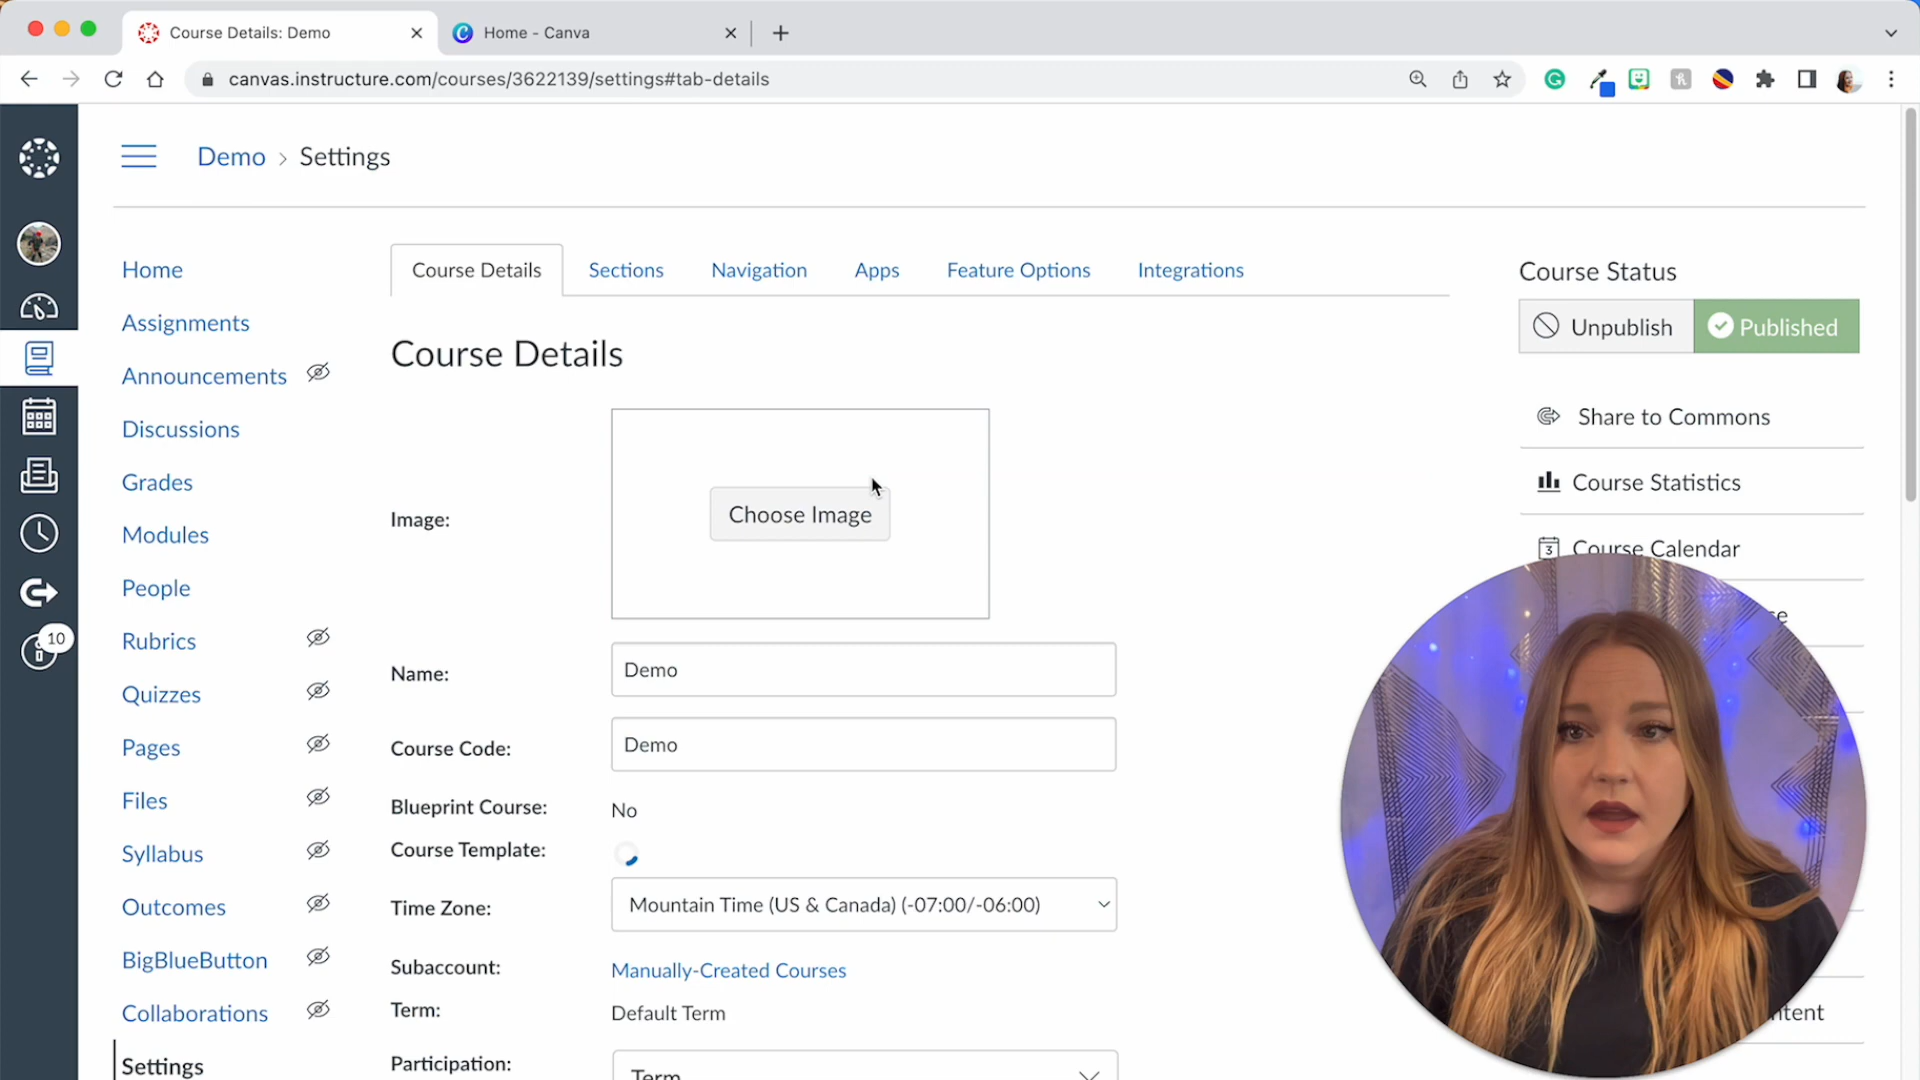 Course Details: Demo
Home - Canva
canvas.instructure.com/courses/3622139/settings#tab-details
Demo > Settings
Home
Assignments
Announcements
Discussions
Grades
Modules
People
Rubrics
Quizzes
Pages
Files
Syllabus
Outcomes
BigBlueButton
Collaborations
Settings
10
Course Details
Sections
Navigation
Apps
Feature Options
Integrations
Course Details
Image:
Choose Image
Name:
Demo
Course Code:
Demo
Blueprint Course:
No
Course Template:
Time Zone:
Mountain Time (US & Canada) (-07:00/-06:00)
Subaccount:
Manually-Created Courses
Term:
Default Term
Participation:
Term
Course Status
Unpublish
Published
Share to Commons
Course Statistics
3
Course Calendar